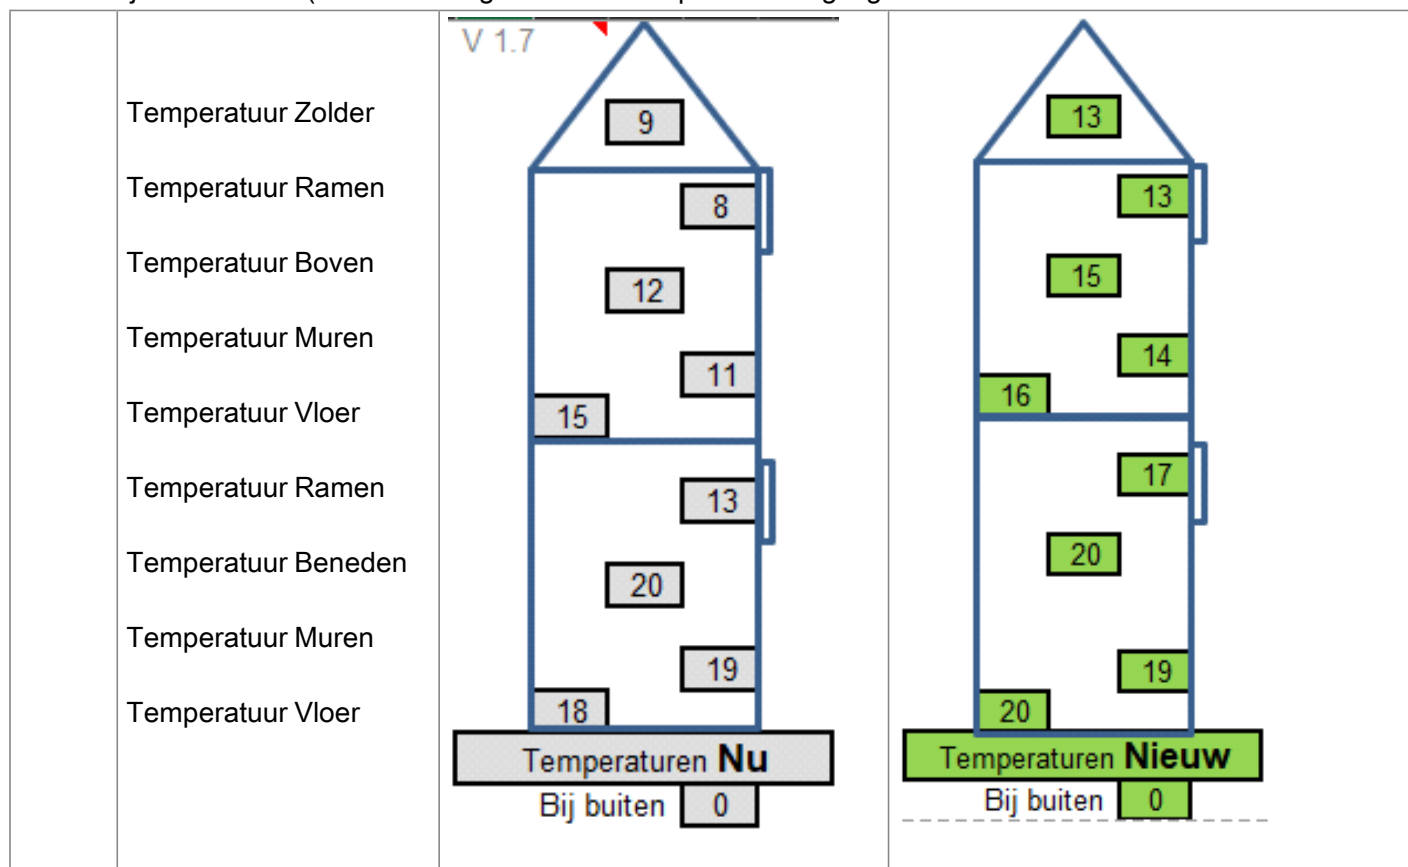 V 1.7
Temperatuur Zolder
9
13
Temperatuur Ramen
8
13
Temperatuur Boven
12
15
Temperatuur Muren
11
14
Temperatuur Vloer
15
16
Temperatuur Ramen
13
17
Temperatuur Beneden
20
20
Temperatuur Muren
19
19
Temperatuur Vloer
18
20
Temperaturen Nu
Temperaturen Nieuw
Bij buiten 0
Bij buiten 0